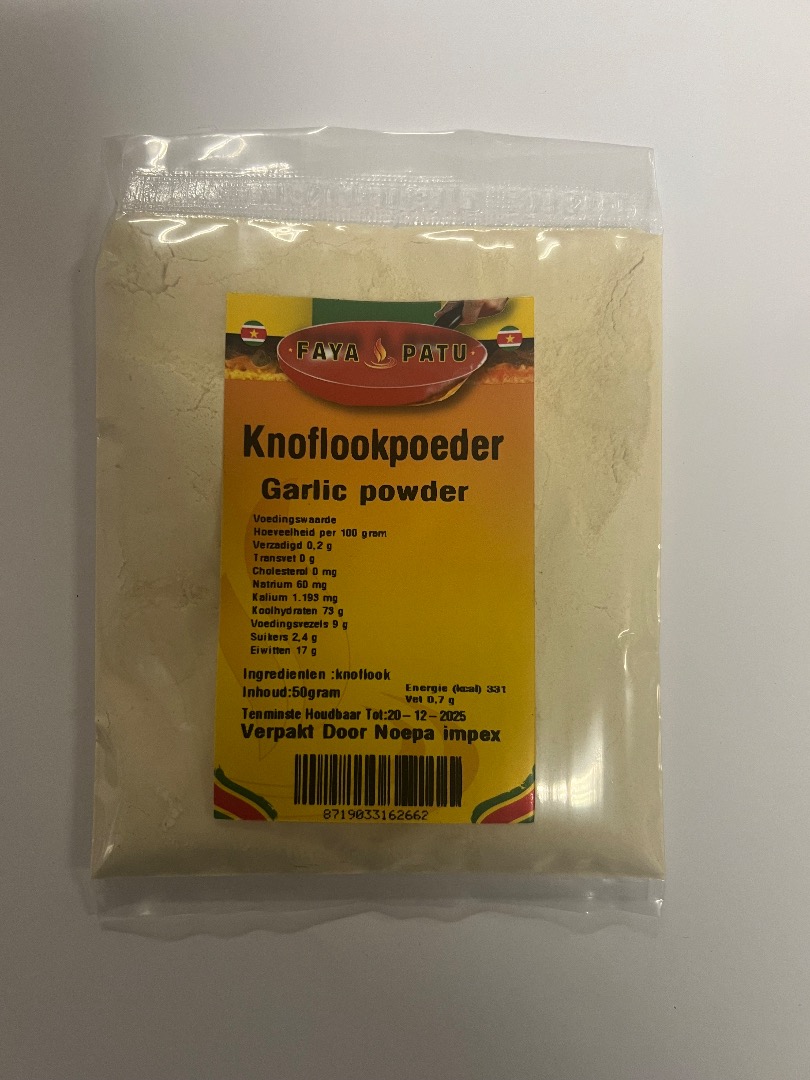 FAYA PATU
Knoflookpoeder
Garlic powder
Voedingswaarde
Hoeveelheid per 100 gram
Verzadigd 0,2 g
Transvet 0 g
Cholesterol 0 mg
Natrium 60 mg
Kalium 1.193 mg
Koolhydraten 73 g
Voedingsvezels 9 g
Suikers 2,4 g
Eiwitten 17 g
Ingredienten :knoflook
Inhoud:50gram
Energie (kcal) 331
Vet 0,7 g
Tenminste Houdbaar Tot:20-12-2025
Verpakt Door Noepa impex
8719033162662